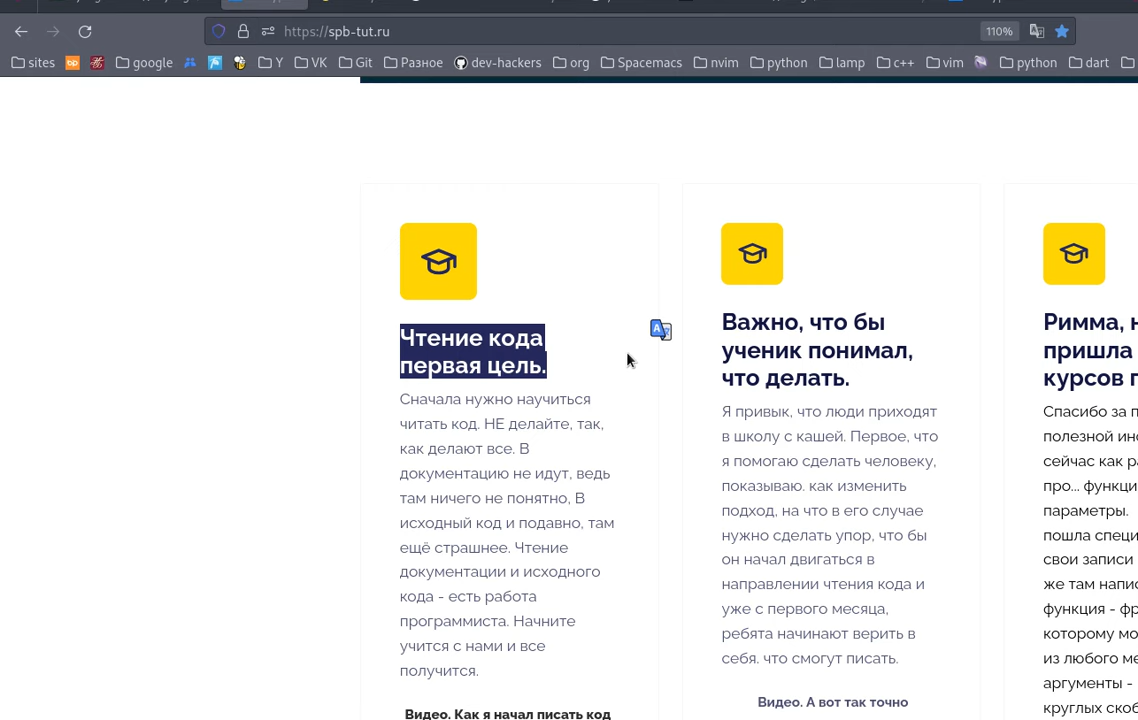 https://spb-tut.ru
110%
sites
google
Y
VK
Git
Разное
dev-hackers
org
Spacemacs
nvim
python
lamp
c++
vim
python
dart
Чтение кода
первая цель.
Сначала нужно научиться
читать код. НЕ делайте, так,
как делают все. В
документацию не идут, ведь
там ничего не понятно, В
исходный код и подавно, там
ещё страшнее. Чтение
документации и исходного
кода - есть работа
программиста. Начните
учится с нами и все
получится.
Видео. Как я начал писать код
Важно, что бы
ученик понимал,
что делать.
Я привык, что люди приходят
в школу с кашей. Первое, что
я помогаю сделать человеку,
показываю. как изменить
подход, на что в его случае
нужно сделать упор, что бы
он начал двигаться в
направлении чтения кода и
уже с первого месяца,
ребята начинают верить в
себя. что смогут писать.
Видео. А вот так точно
Римма,
пришла
курсов
Спасибо за
полезной
сейчас как
про... функци
параметры.
пошла
свои записи
же там
функция -
которому
из любого
аргументы -
круглых